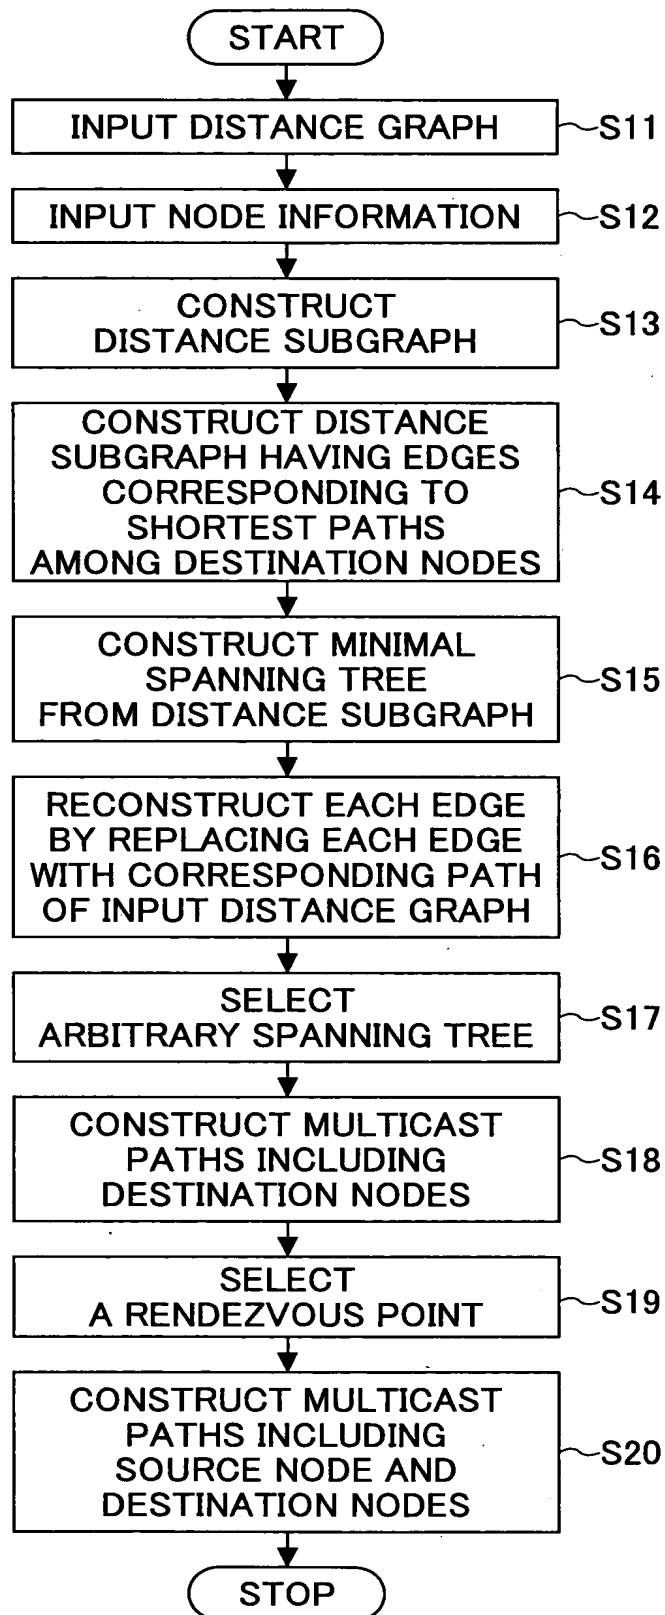 START
INPUT DISTANCE GRAPH
S11
INPUT NODE INFORMATION
S12
CONSTRUCT
DISTANCE SUBGRAPH
S13
CONSTRUCT DISTANCE
SUBGRAPH HAVING EDGES
CORRESPONDING TO
SHORTEST PATHS
AMONG DESTINATION NODES
S14
CONSTRUCT MINIMAL
SPANNING TREE
FROM DISTANCE SUBGRAPH
S15
RECONSTRUCT EACH EDGE
BY REPLACING EACH EDGE
WITH CORRESPONDING PATH
OF INPUT DISTANCE GRAPH
S16
SELECT
ARBITRARY SPANNING TREE
S17
CONSTRUCT MULTICAST
PATHS INCLUDING
DESTINATION NODES
S18
SELECT
A RENDEZVOUS POINT
S19
CONSTRUCT MULTICAST
PATHS INCLUDING
SOURCE NODE AND
DESTINATION NODES
S20
STOP